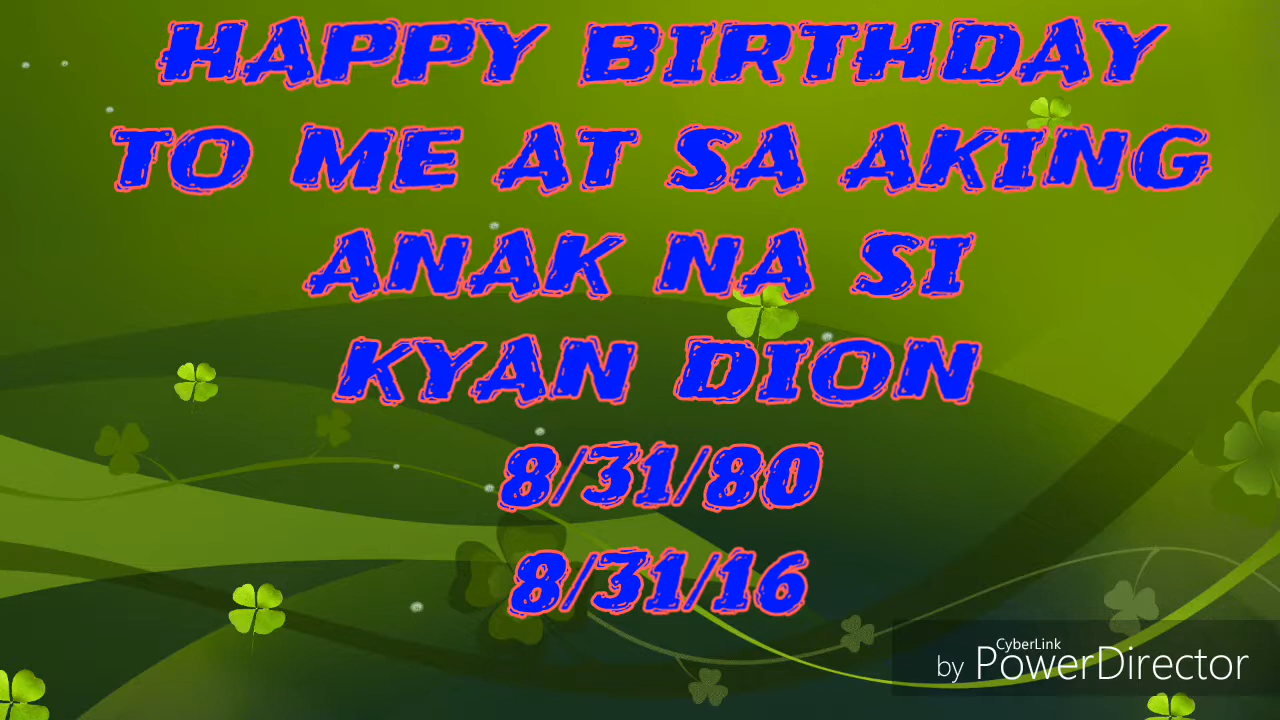 HAPPY BIRTHDAY
TO ME AT SA AKING
ANAK NA SI
KYAN DION
8/31/80
8/31/16
CyberLink
by PowerDirector